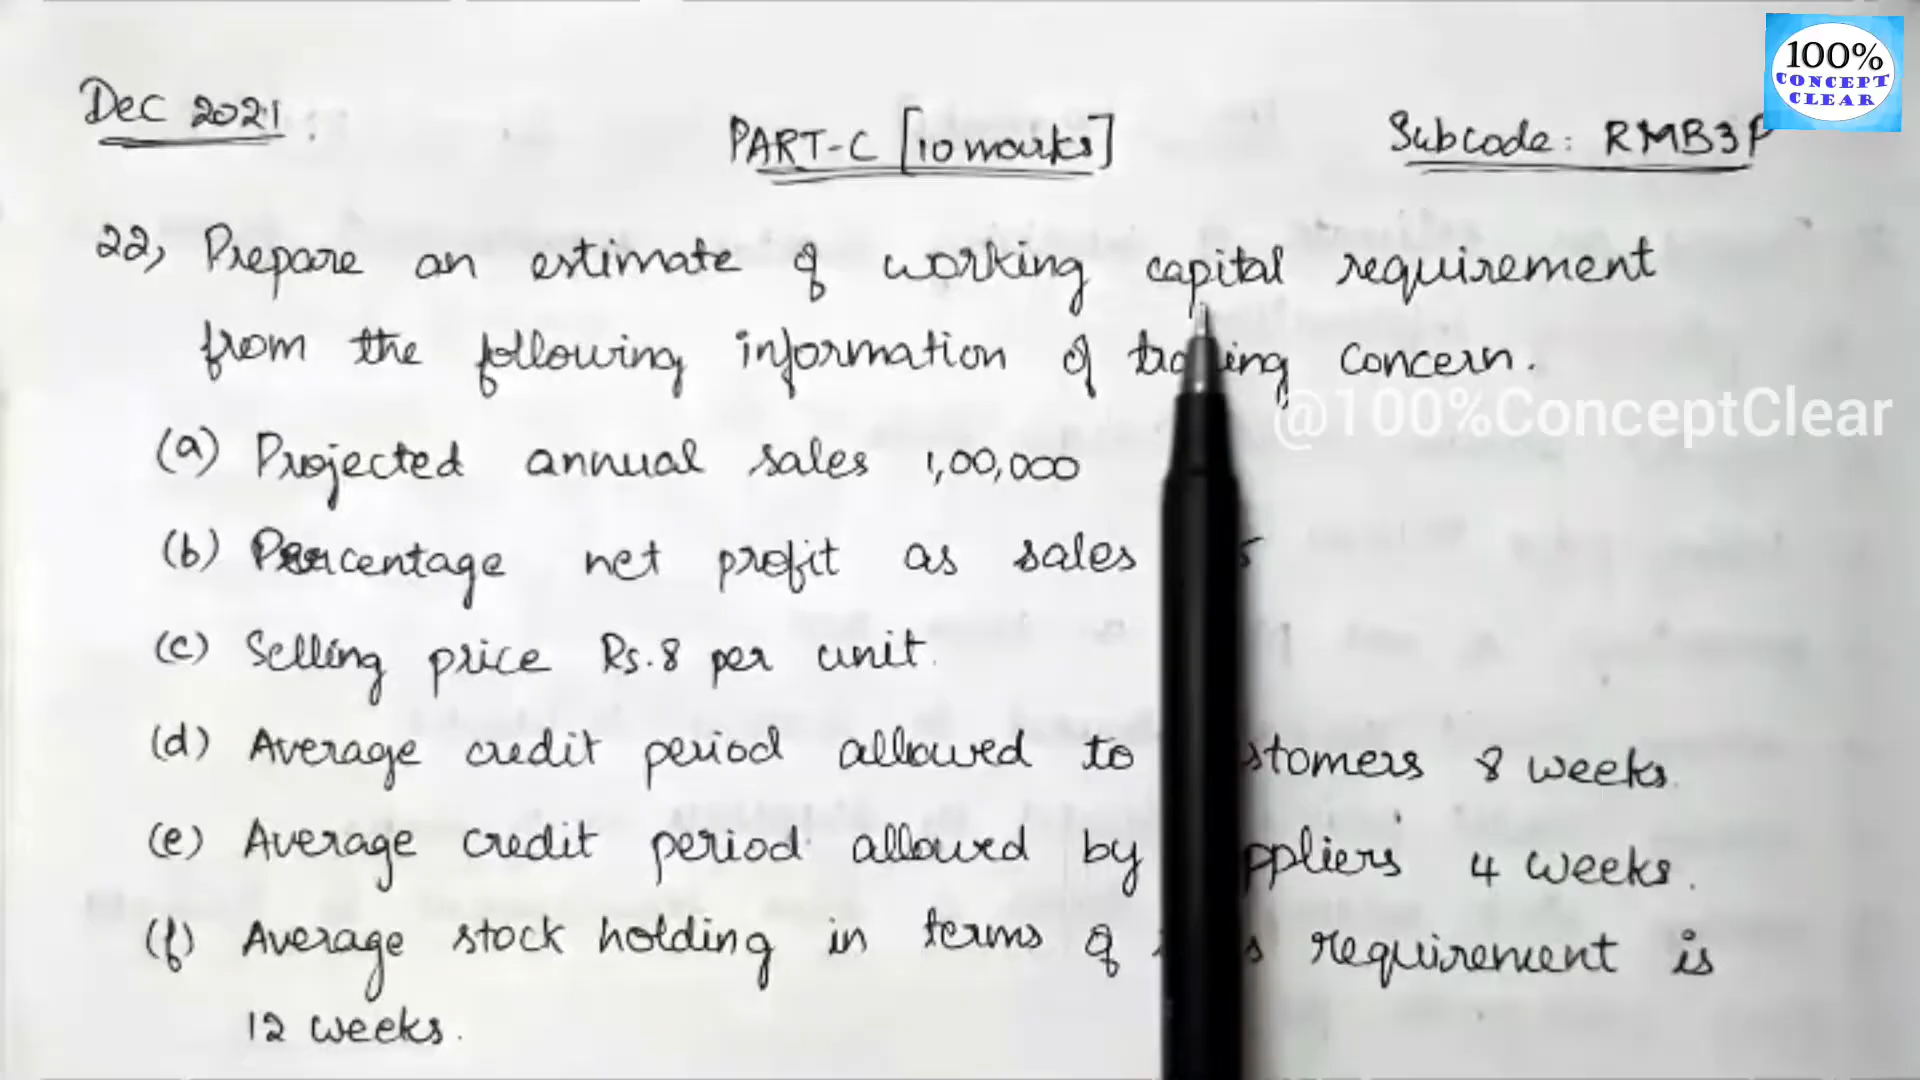 100%
CONCEPT
CLEAR
Dec 2021
PART-C [10 marks]
Subcode: RMB3P
22, Prepare an estimate of working capital requirement
from the following information of concern.
@100%ConceptClear
(a) Projected annual sales 1,00,000
(b) Percentage net profit as sales
(c) Selling price Rs.8 per unit.
(d) Average credit period allowed to stomers 8 weeks.
(e) Average credit period allowed by ppliers 4 weeks.
(f) Average stock holding in terms of requirement is
12 weeks.